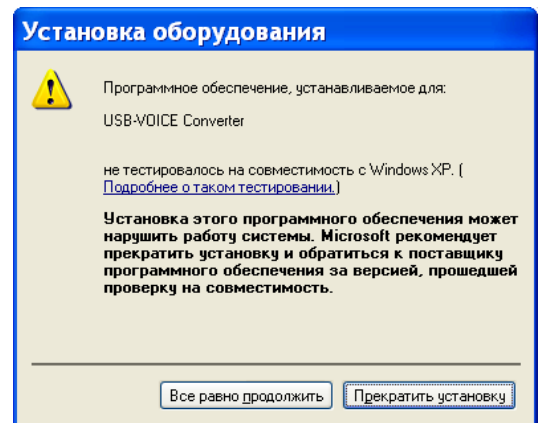 Установка оборудования
Программное обеспечение, устанавливаемое для:
USB-VOICE Converter
не тестировалось на совместимость с Windows XP. (
Подробнее о таком тестировании.)
Установка этого программного обеспечения может
нарушить работу системы. Microsoft рекомендует
прекратить установку и обратиться к поставщику
программного обеспечения за версией, прошедшей
проверку на совместимость.
Все равно продолжить
Прекратить установку